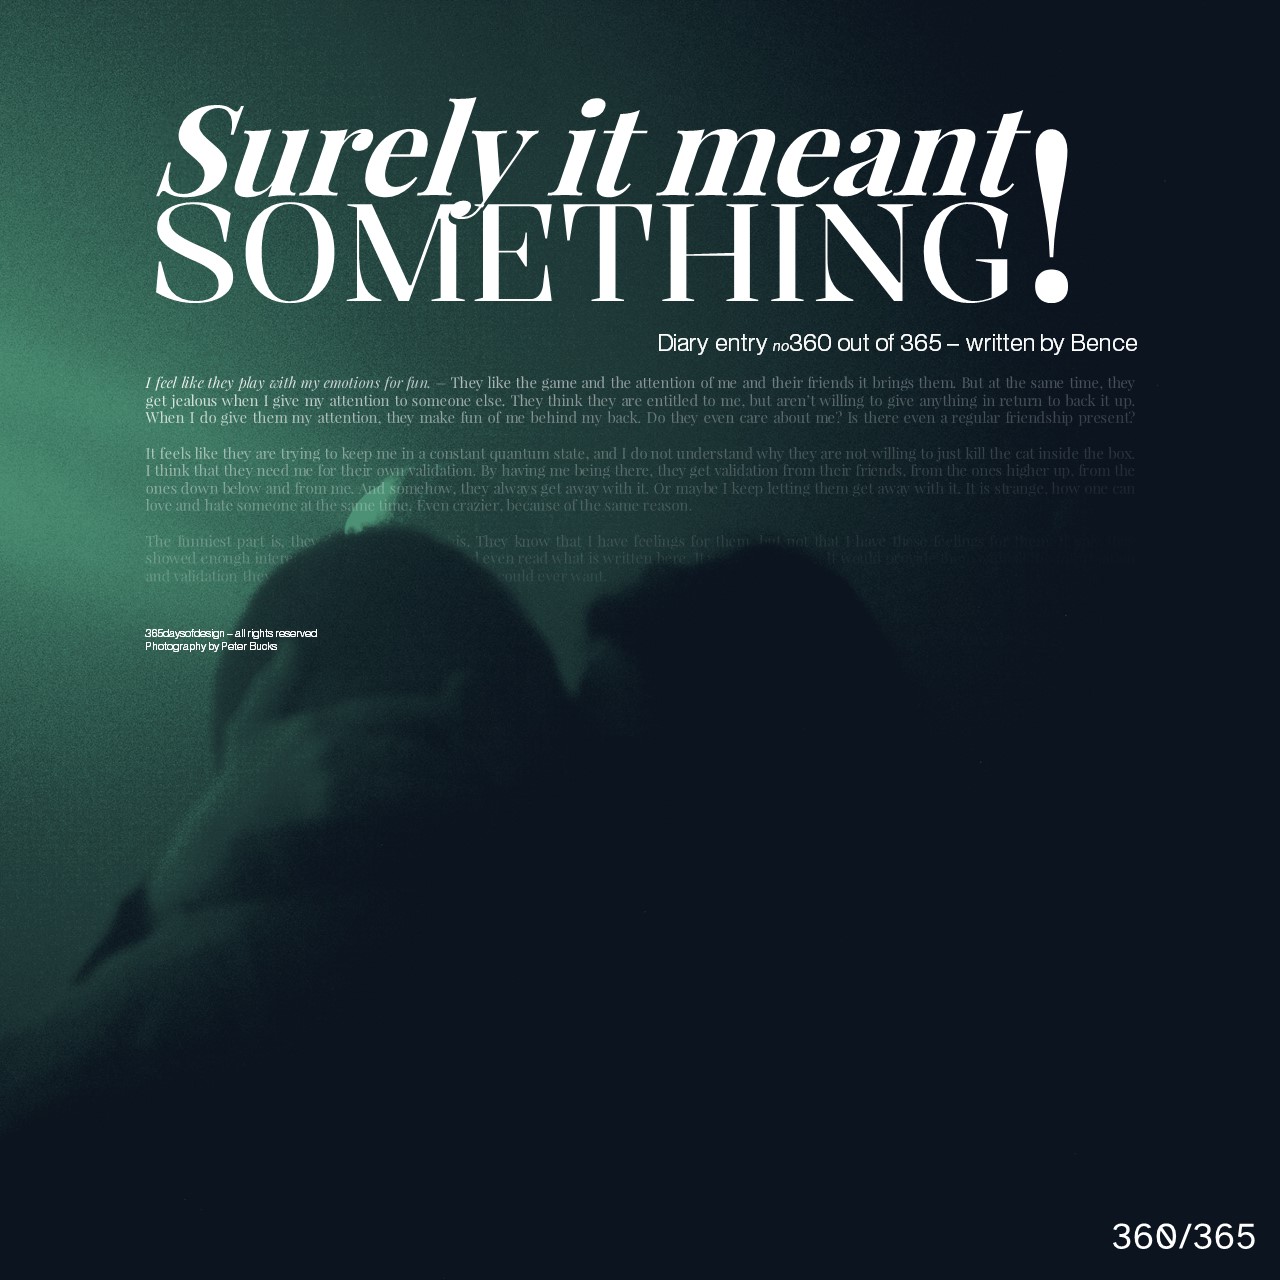 Surely it meant
SOMETHING!
Diary entry no360 out of 365 – written by Bence
I feel like they play with my emotions for fun. – They like the game and the attention of me and their friends it brings them. But at the same time, they
get jealous when I give my attention to someone else. They think they are entitled to me, but aren't willing to give anything in return to back it up.
When I do give them my attention, they make fun of me behind my back. Do they even care about me? Is there even a regular friendship present?
It feels like they are trying to keep me in a constant quantum state, and I do not understand why they are not willing to just kill the cat inside the box.
I think that they need me for their own validation. By having me being there, they get validation from their friends, from the ones higher up, from the
ones down below and from me. And somehow, they always get away with it. Or maybe I keep letting them get away with it. It is strange, how one can
love and hate someone at the same time. Even crazier, because of the same reason.
The funniest part is, they is. They know that I have feelings for them, but not that I have these feelings for them.
showed enough even read what is written here. It would
and validation they could ever want.
365daysofdesign – all rights reserved
Photography by Peter Bucks
360/365